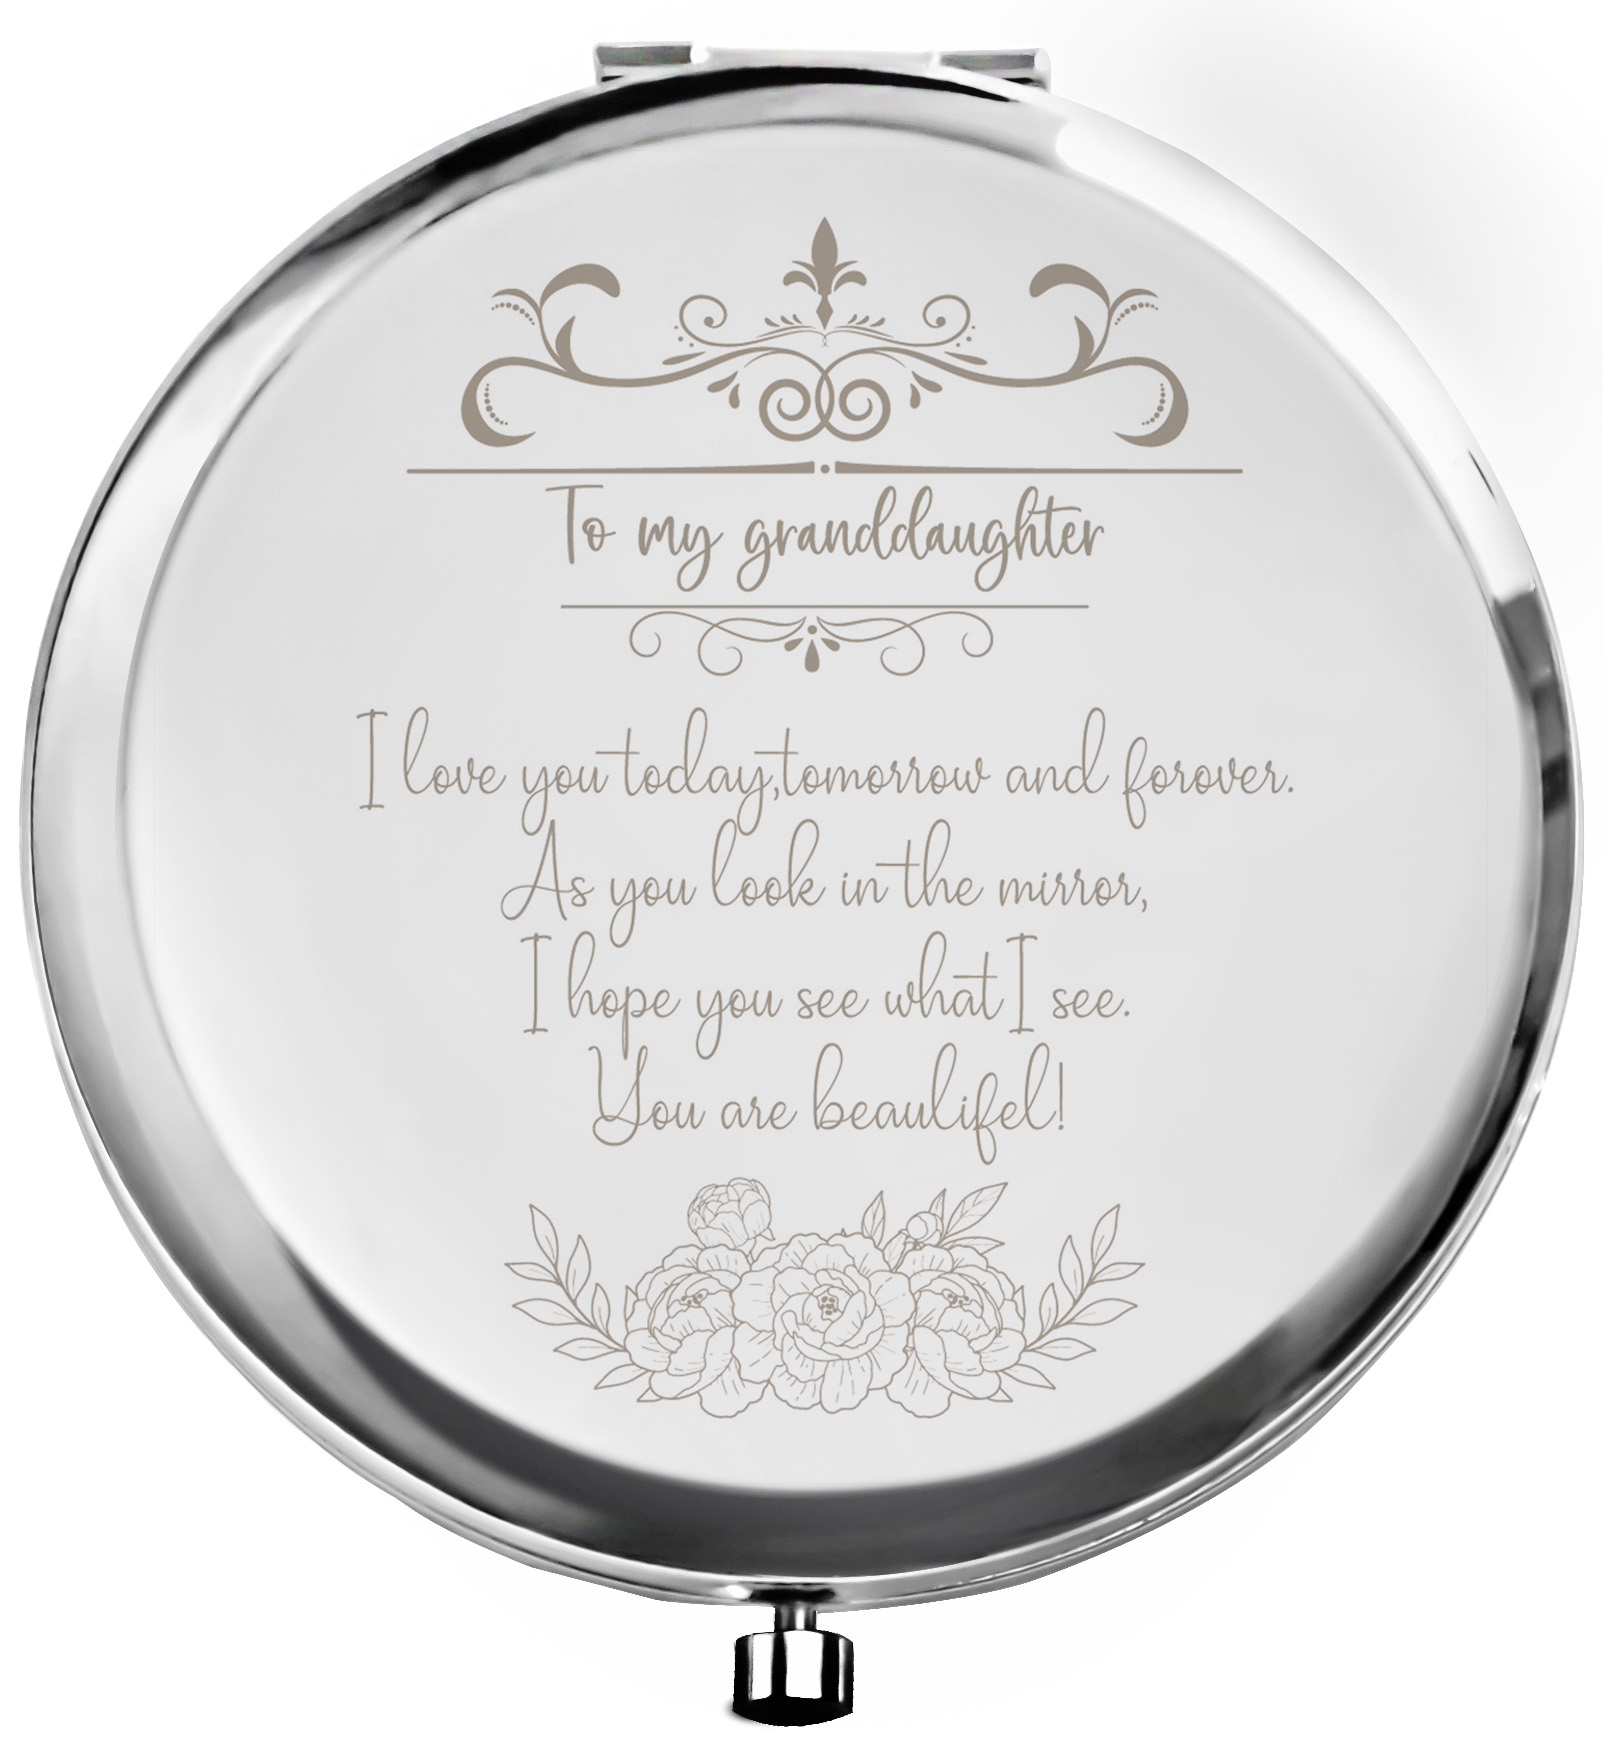 To my granddaughter
I love you today,tomorrow and forover.
As you look in the mirror,
I hope you see what I see.
You are beaulifel!